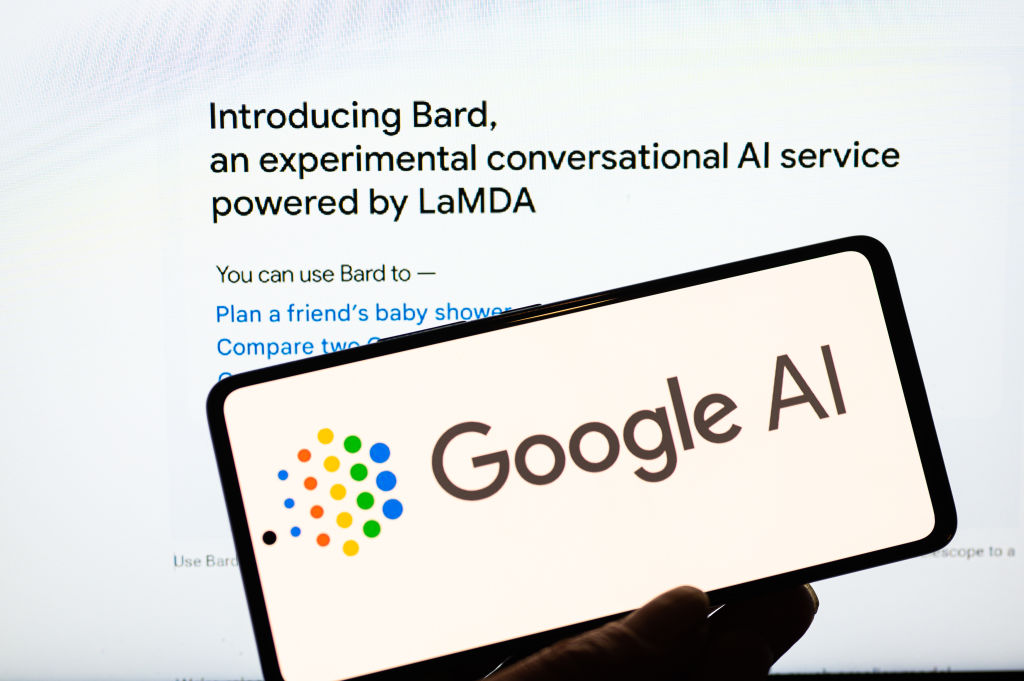 Introducing Bard,
an experimental conversational AI service
powered by LaMDA
You can use Bard to —
Plan a friend's baby shower
Compare two
Google AI
Use Bard
escope to a